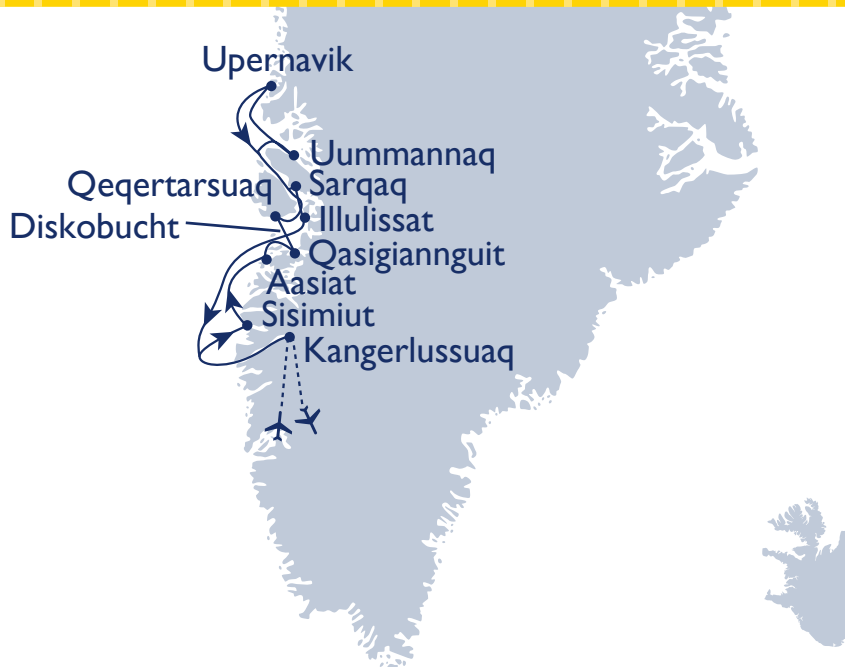 Upernavik
Uummannaq
Qeqertarsuaq
Sarqaq
Diskobucht
Illulissat
Qasigiannguit
Aasiat
Sisimiut
Kangerlussuaq